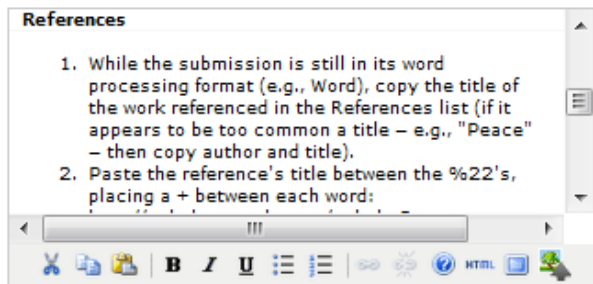 References
1. While the submission is still in its word
processing format (e.g., Word), copy the title of
the work referenced in the References list (if it
appears to be too common a title – e.g., "Peace"
– then copy author and title).
2. Paste the reference's title between the %22's,
placing a + between each word:
B I U HTML